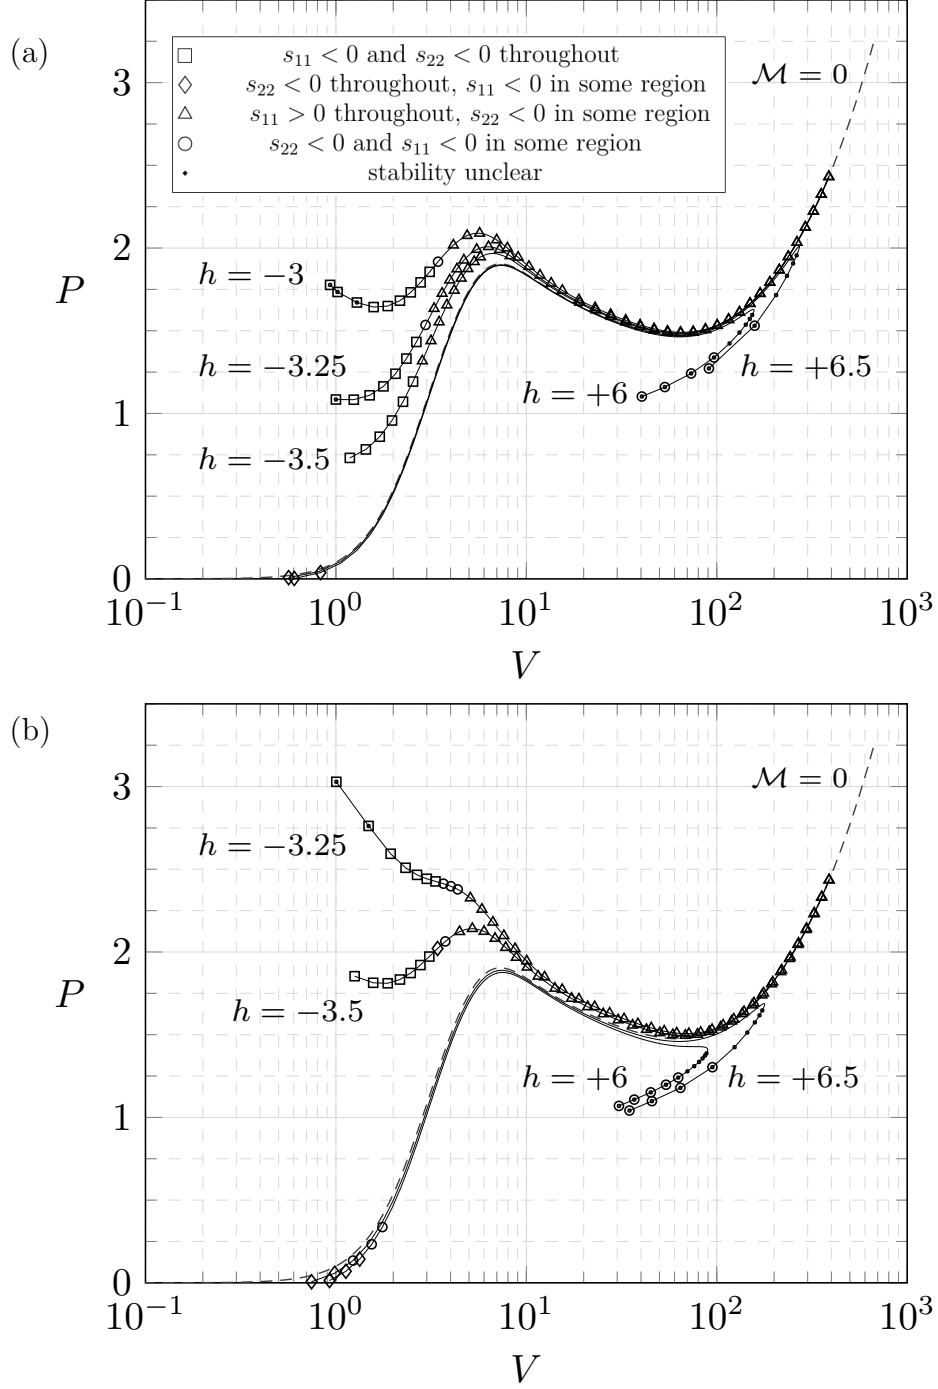 (a)
s₁₁ < 0 and s₂₂ < 0 throughout
s₂₂ < 0 throughout, s₁₁ < 0 in some region
s₁₁ > 0 throughout, s₂₂ < 0 in some region
s₂₂ < 0 and s₁₁ < 0 in some region
stability unclear
ℳ = 0
3
2
1
0
P
h = −3
h = −3.25
h = −3.5
h = +6
h = +6.5
10⁻¹ 10⁰ 10¹ 10² 10³
V
(b)
ℳ = 0
3
2
1
0
P
h = −3.25
h = −3.5
h = +6
h = +6.5
10⁻¹ 10⁰ 10¹ 10² 10³
V